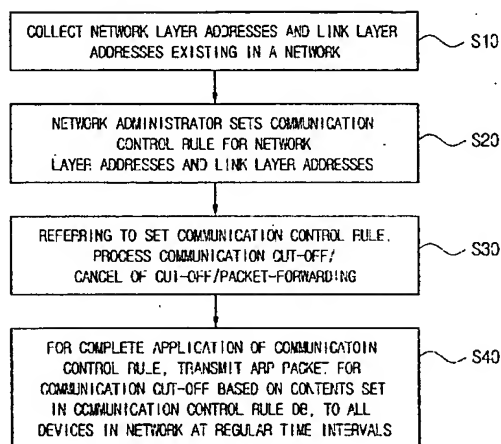 COLLECT NETWORK LAYER ADDRESSES AND LINK LAYER
ADDRESSES EXISTING IN A NETWORK
S10
NETWORK ADMINISTRATOR SETS COMMUNICATION
CONTROL RULE FOR NETWORK
LAYER ADDRESSES AND LINK LAYER ADDRESSES
S20
REFERRING TO SET COMMUNICATION CONTROL RULE,
PROCESS COMMUNICATION CUT-OFF/
CANCEL OF CUT-OFF/PACKET-FORWARDING
S30
FOR COMPLETE APPLICATION OF COMMUNICATOIN
CONTROL RULE, TRANSMIT ARP PACKET FOR
COMMUNICATION CUT-OFF BASED ON CONTENTS SET
IN COMMUNICATION CONTROL RULE DB, TO ALL
DEVICES IN NETWORK AT REGULAR TIME INTERVALS
S40